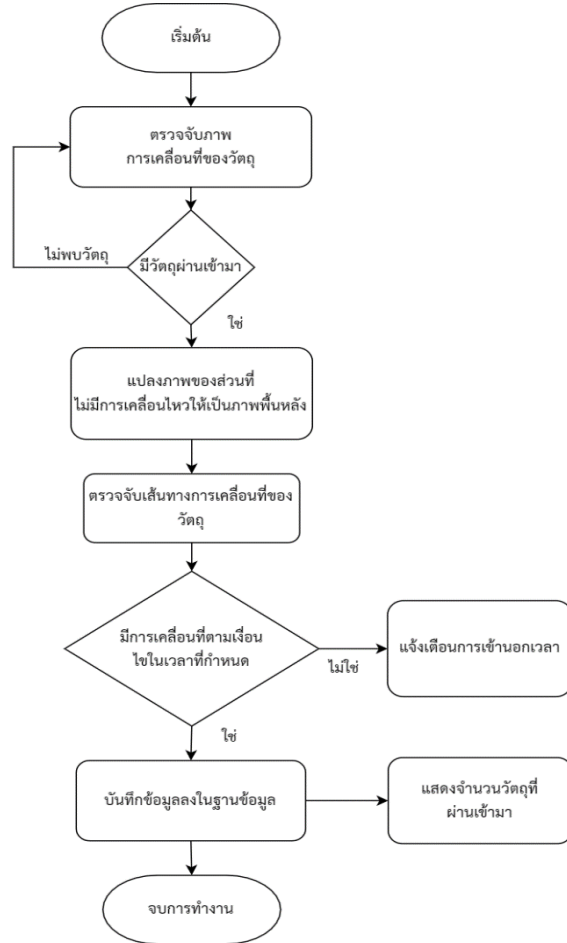 เริ่มต้น
ตรวจจับภาพ
การเคลื่อนที่ของวัตถุ
ไม่พบวัตถุ
มีวัตถุผ่านเข้ามา
ใช่
แปลงภาพของส่วนที่
ไม่มีการเคลื่อนไหวให้เป็นภาพพื้นหลัง
ตรวจจับเส้นทางการเคลื่อนที่ของ
วัตถุ
มีการเคลื่อนที่ตามเงื่อน
ไขในเวลาที่กำหนด
ไม่ใช่
แจ้งเตือนการเข้านอกเวลา
ใช่
บันทึกข้อมูลลงในฐานข้อมูล
แสดงจำนวนวัตถุที่
ผ่านเข้ามา
จบการทำงาน